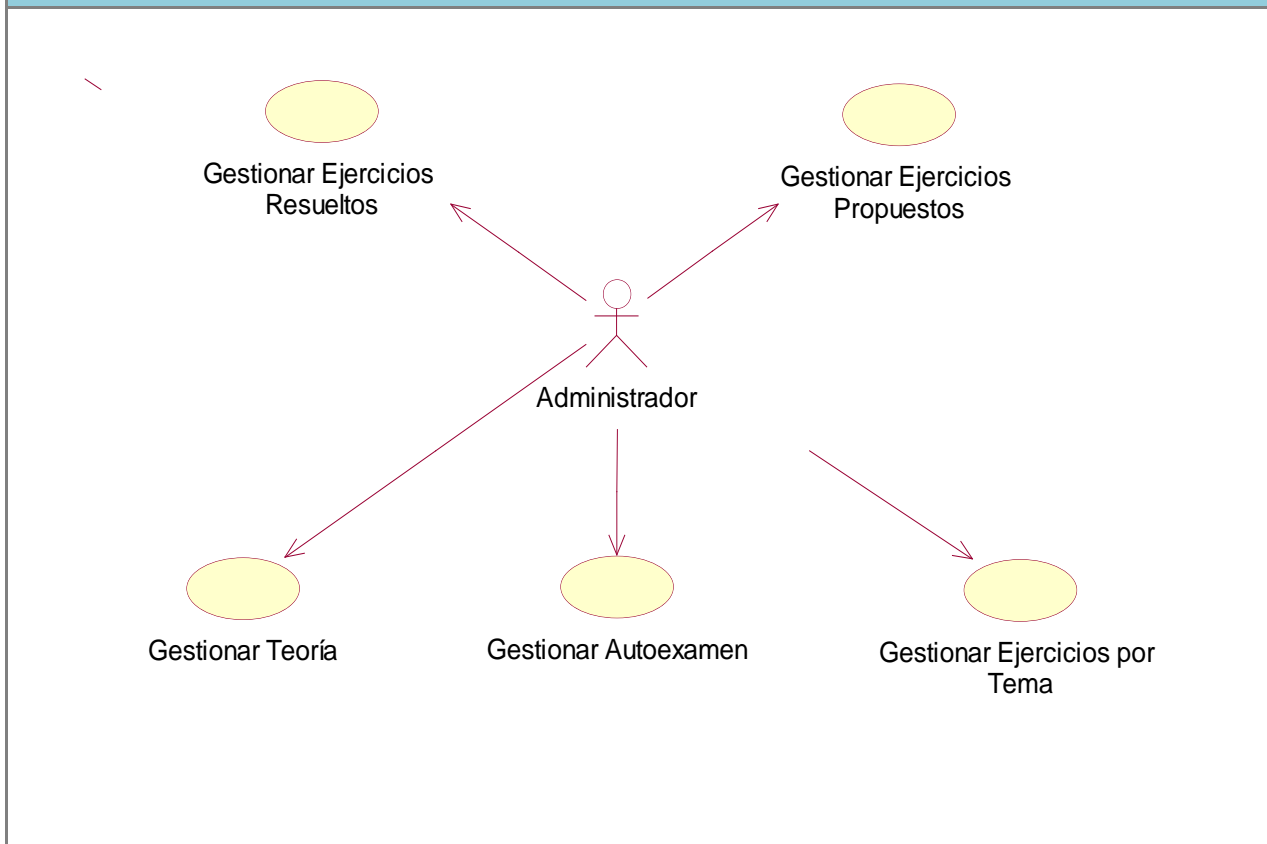 Gestionar Ejercicios
Resueltos
Gestionar Ejercicios
Propuestos
Administrador
Gestionar Teoría
Gestionar Autoexamen
Gestionar Ejercicios por
Tema